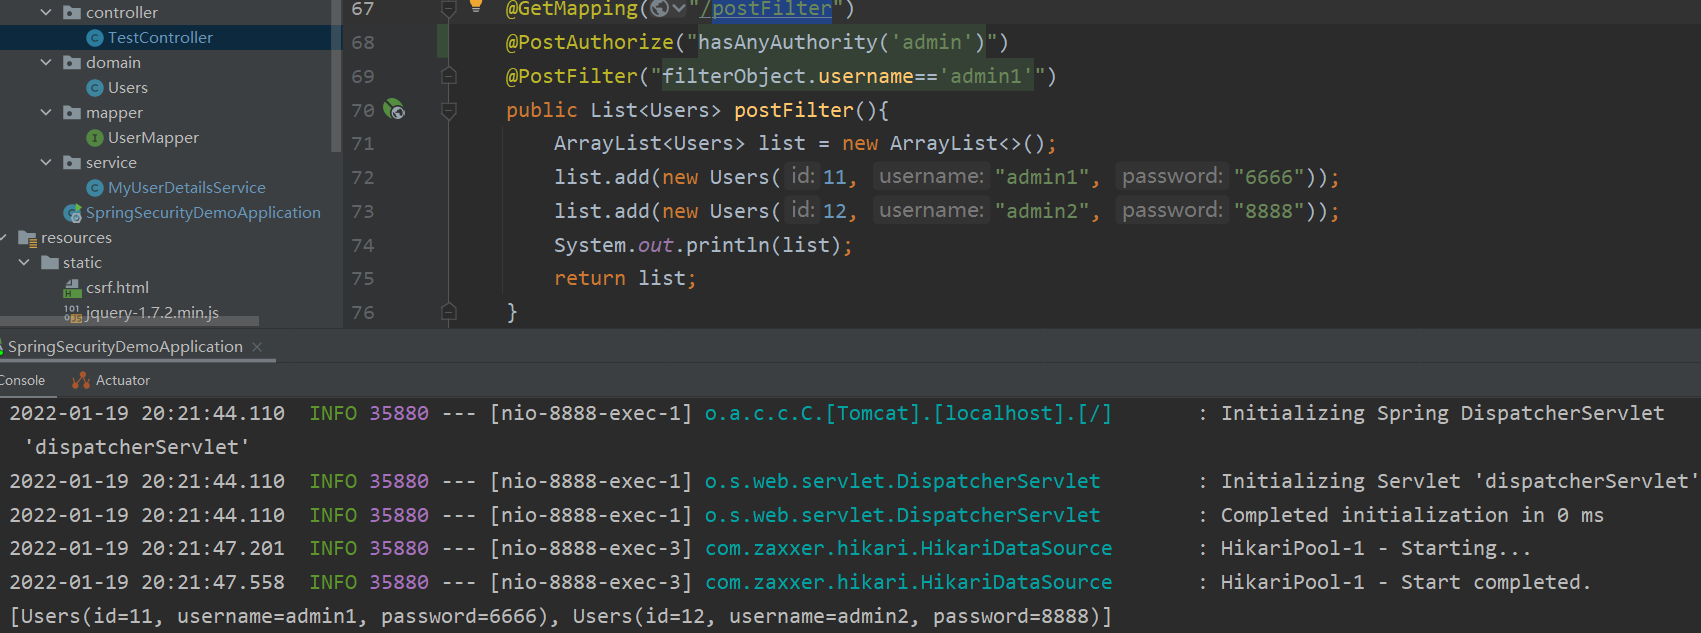 controller
TestController
domain
Users
mapper
UserMapper
service
MyUserDetailsService
SpringSecurityDemoApplication
resources
static
csrf.html
jquery-1.7.2.min.js
67 @GetMapping("/postFilter")
68 @PostAuthorize("hasAnyAuthority('admin')")
69 @PostFilter("filterObject.username=='admin1'")
70 public List<Users> postFilter(){
71 ArrayList<Users> list = new ArrayList<>();
72 list.add(new Users( id: 11, username: "admin1", password: "6666"));
73 list.add(new Users( id: 12, username: "admin2", password: "8888"));
74 System.out.println(list);
75 return list;
76 }
SpringSecurityDemoApplication ×
Console Actuator
2022-01-19 20:21:44.110 INFO 35880 --- [nio-8888-exec-1] o.a.c.c.C.[Tomcat].[localhost].[/] : Initializing Spring DispatcherServlet
'dispatcherServlet'
2022-01-19 20:21:44.110 INFO 35880 --- [nio-8888-exec-1] o.s.web.servlet.DispatcherServlet : Initializing Servlet 'dispatcherServlet'
2022-01-19 20:21:44.110 INFO 35880 --- [nio-8888-exec-1] o.s.web.servlet.DispatcherServlet : Completed initialization in 0 ms
2022-01-19 20:21:47.201 INFO 35880 --- [nio-8888-exec-3] com.zaxxer.hikari.HikariDataSource : HikariPool-1 - Starting...
2022-01-19 20:21:47.558 INFO 35880 --- [nio-8888-exec-3] com.zaxxer.hikari.HikariDataSource : HikariPool-1 - Start completed.
[Users(id=11, username=admin1, password=6666), Users(id=12, username=admin2, password=8888)]